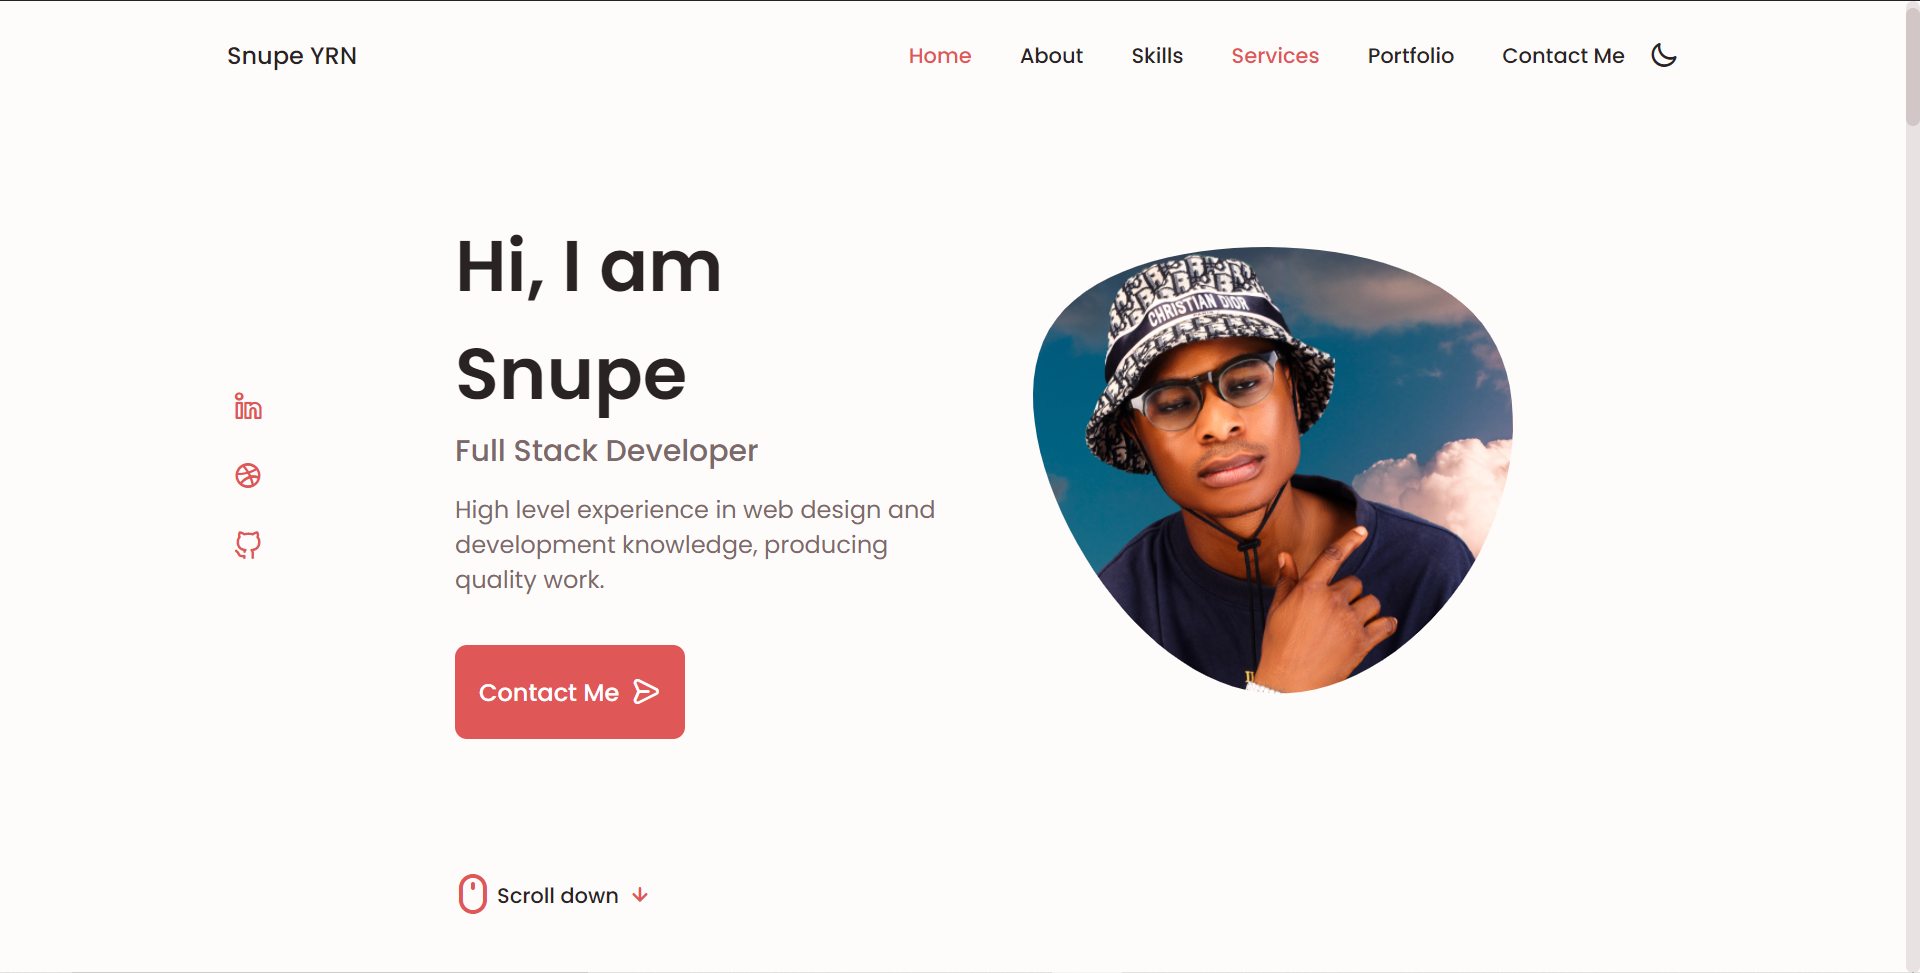 Snupe YRN
Home About Skills Services Portfolio Contact Me
Hi, I am
Snupe
Full Stack Developer
High level experience in web design and
development knowledge, producing
quality work.
Contact Me
Scroll down
CHRISTIAN DIOR